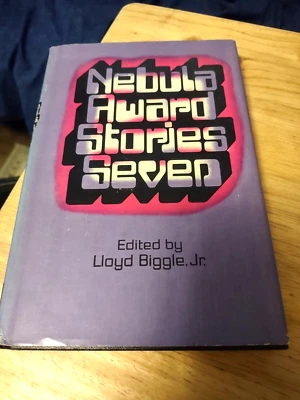 Nebula
Award
Stories
Seven
Edited by
Lloyd Biggle, Jr.